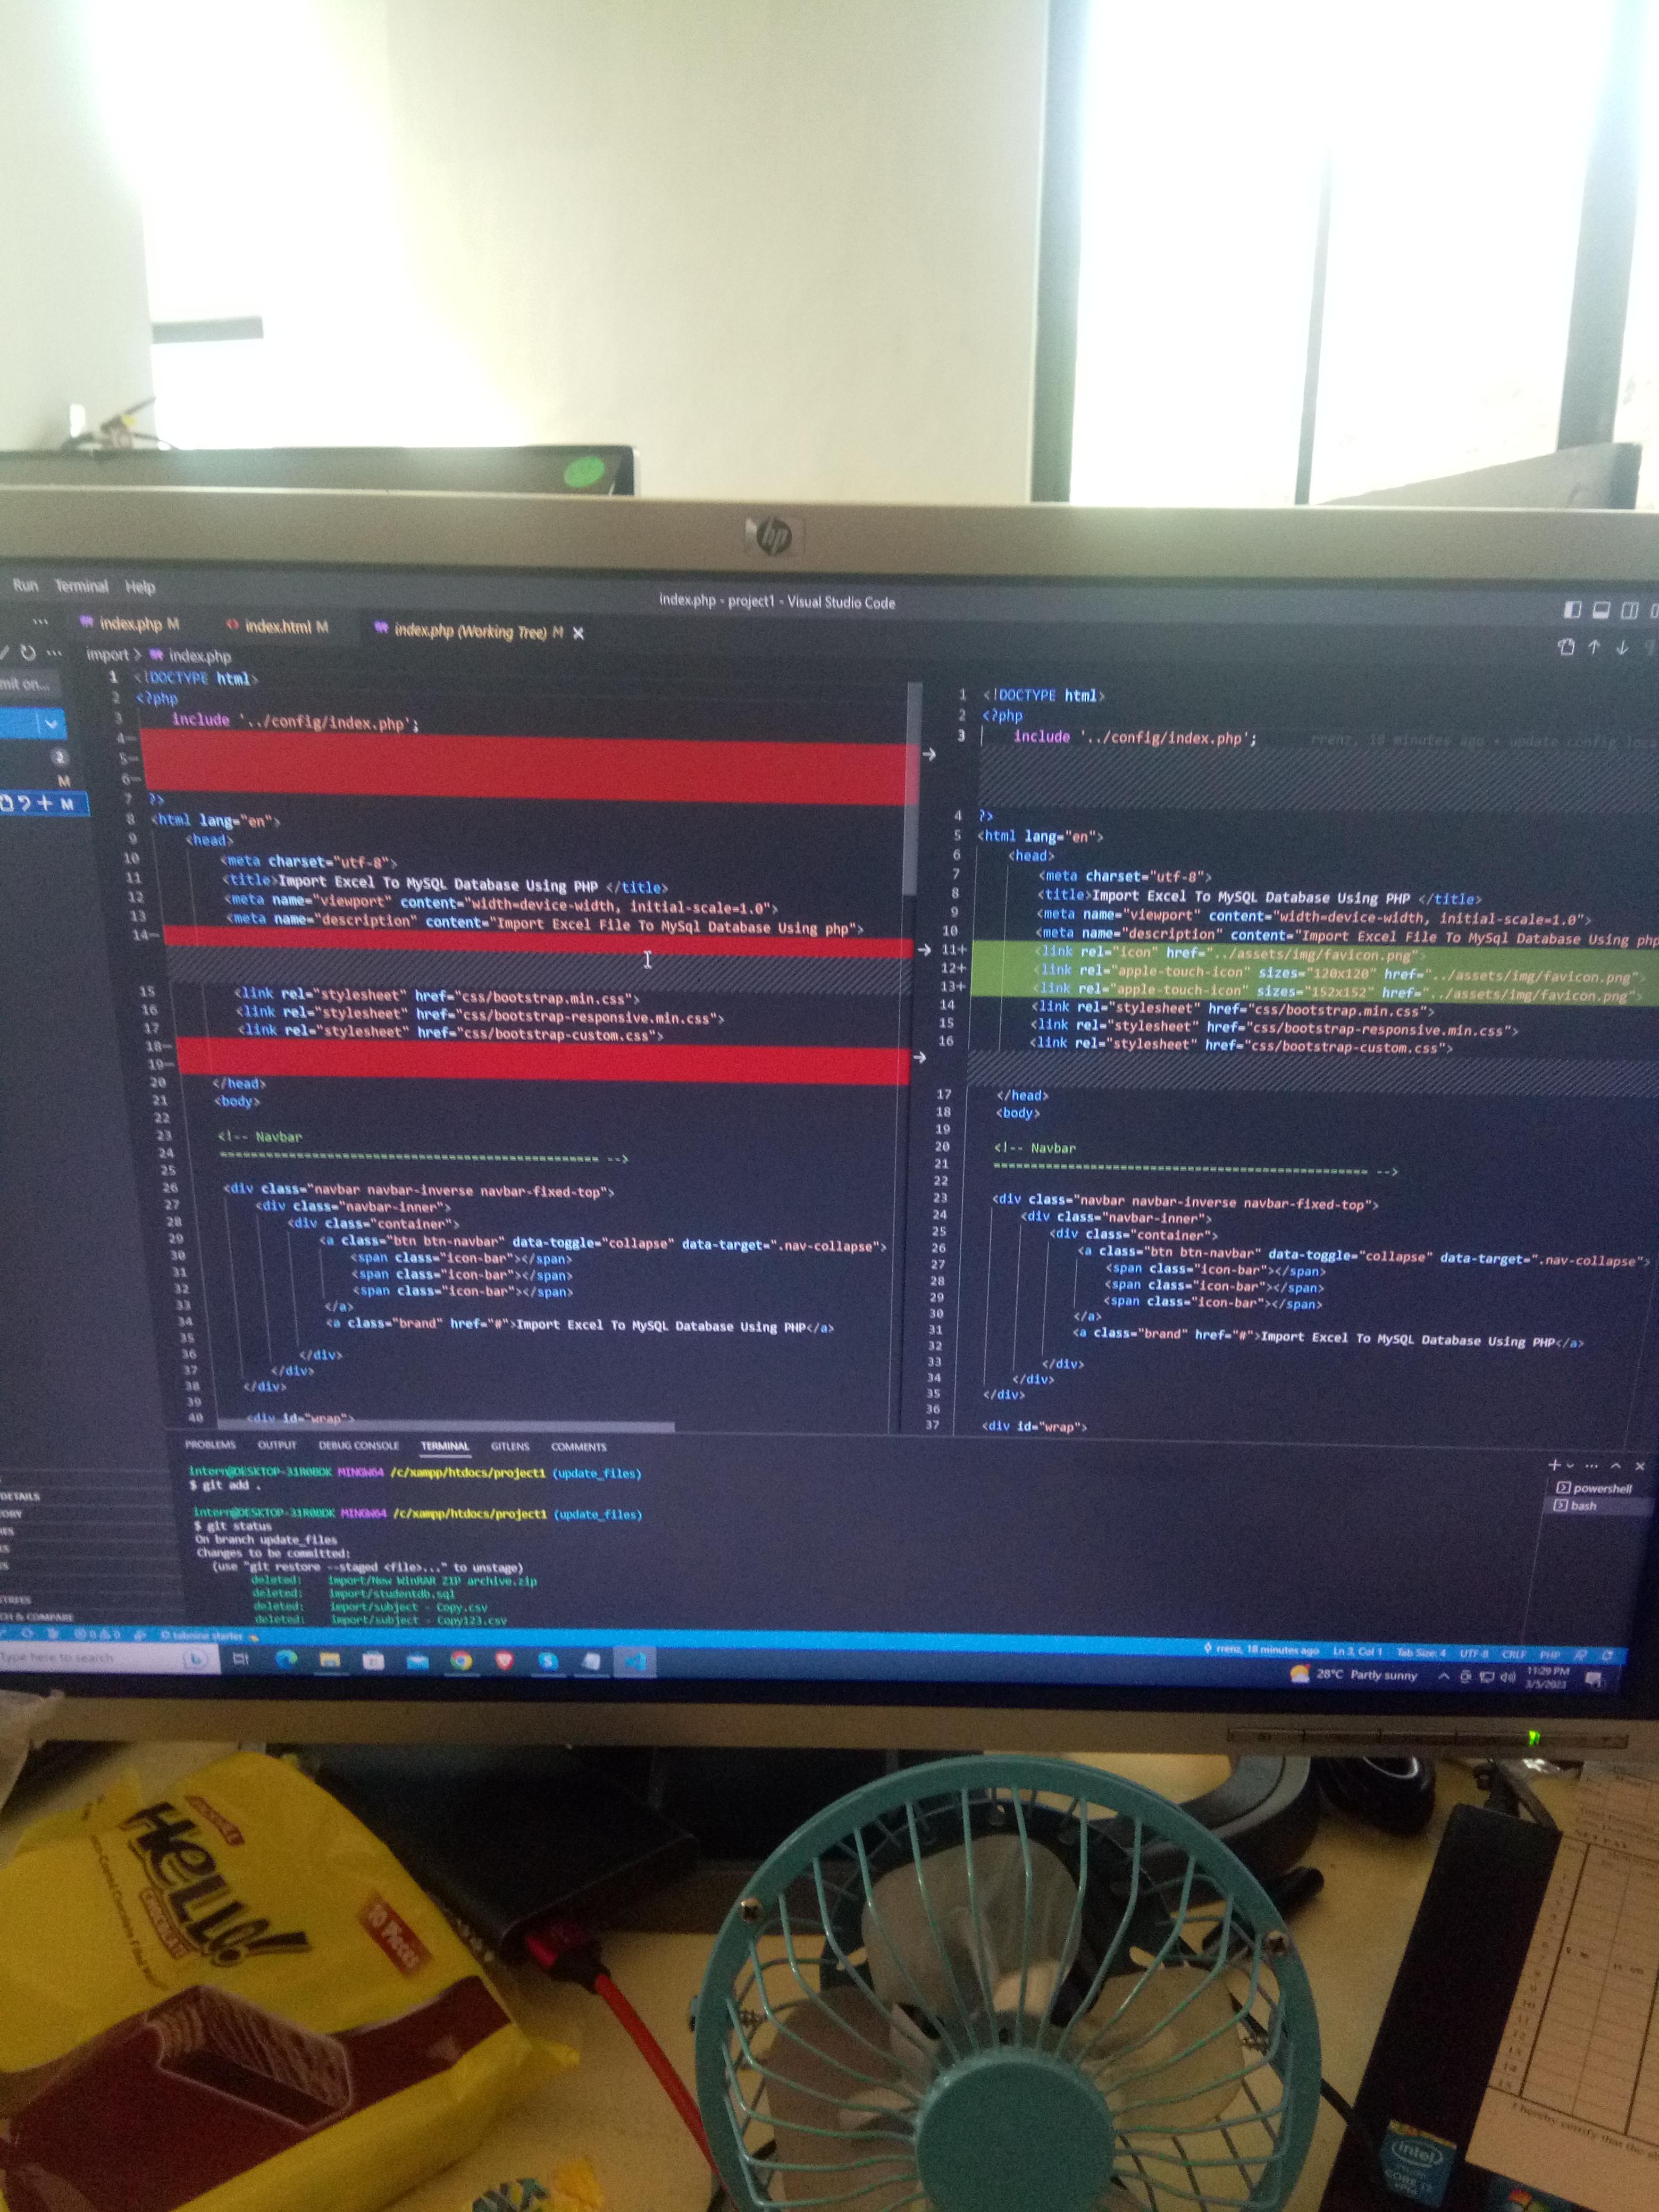 hp
Run Terminal Help
index.php - project1 - Visual Studio Code
index.php M
index.html M
index.php (Working Tree) M
import > index.php
mit on...
2
M
M
1 <!DOCTYPE html>
2 <?php
3 include '../config/index.php';
4-
5-
6-
7 ?>
8 <html lang="en">
9 <head>
10 <meta charset="utf-8">
11 <title>Import Excel To MySQL Database Using PHP </title>
12 <meta name="viewport" content="width=device-width, initial-scale=1.0">
13 <meta name="description" content="Import Excel File To MySql Database Using php">
14-
15 <link rel="stylesheet" href="css/bootstrap.min.css">
16 <link rel="stylesheet" href="css/bootstrap-responsive.min.css">
17 <link rel="stylesheet" href="css/bootstrap-custom.css">
18-
19-
20 </head>
21 <body>
22
23 <!-- Navbar
24 ================================================== -->
25
26 <div class="navbar navbar-inverse navbar-fixed-top">
27 <div class="navbar-inner">
28 <div class="container">
29 <a class="btn btn-navbar" data-toggle="collapse" data-target=".nav-collapse">
30 <span class="icon-bar"></span>
31 <span class="icon-bar"></span>
32 <span class="icon-bar"></span>
33 </a>
34 <a class="brand" href="#">Import Excel To MySQL Database Using PHP</a>
35
36 </div>
37 </div>
38 </div>
39
40 <div id="wrap">
1 <!DOCTYPE html>
2 <?php
3 include '../config/index.php'; rrenz, 18 minutes ago • update config
4 ?>
5 <html lang="en">
6 <head>
7 <meta charset="utf-8">
8 <title>Import Excel To MySQL Database Using PHP </title>
9 <meta name="viewport" content="width=device-width, initial-scale=1.0">
10 <meta name="description" content="Import Excel File To MySql Database Using php
11+ <link rel="icon" href="../assets/img/favicon.png">
12+ <link rel="apple-touch-icon" sizes="120x120" href="../assets/img/favicon.png">
13+ <link rel="apple-touch-icon" sizes="152x152" href="../assets/img/favicon.png">
14 <link rel="stylesheet" href="css/bootstrap.min.css">
15 <link rel="stylesheet" href="css/bootstrap-responsive.min.css">
16 <link rel="stylesheet" href="css/bootstrap-custom.css">
17 </head>
18 <body>
19
20 <!-- Navbar
21 ================================================== -->
22
23 <div class="navbar navbar-inverse navbar-fixed-top">
24 <div class="navbar-inner">
25 <div class="container">
26 <a class="btn btn-navbar" data-toggle="collapse" data-target=".nav-collapse">
27 <span class="icon-bar"></span>
28 <span class="icon-bar"></span>
29 <span class="icon-bar"></span>
30 </a>
31 <a class="brand" href="#">Import Excel To MySQL Database Using PHP</a>
32
33 </div>
34 </div>
35 </div>
36
37 <div id="wrap">
PROBLEMS OUTPUT DEBUG CONSOLE TERMINAL GITLENS COMMENTS
intern@DESKTOP-31R0BDK MINGW64 /c/xampp/htdocs/project1 (update_files)
$ git add .
intern@DESKTOP-31R0BDK MINGW64 /c/xampp/htdocs/project1 (update_files)
$ git status
On branch update_files
Changes to be committed:
(use "git restore --staged <file>..." to unstage)
deleted: import/New WinRAR ZIP archive.zip
deleted: import/studentdb.sql
deleted: import/subject - Copy.csv
deleted: import/subject - Copy123.csv
powershell
bash
DETAILS
ORY
CH & COMPARE
0 0 tabnine starter
rrenz, 18 minutes ago Ln 3, Col 1 Tab Size: 4 UTF-8 CRLF PHP
Type here to search
28°C Partly sunny
11:29 PM
3/5/2023
HELLO!
CHOCOLATE
10 Pieces
intel
CORE
I hereby certify that the